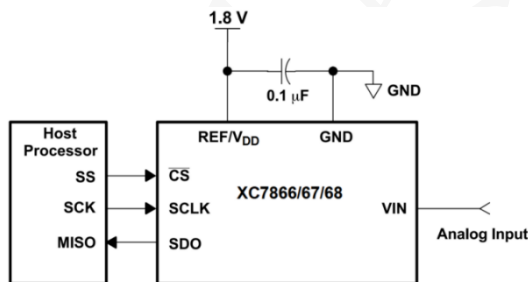 1.8 V
0.1 µF
GND
Host
Processor
REF/VDD
GND
SS
CS
XC7866/67/68
SCK
SCLK
VIN
MISO
SDO
Analog Input